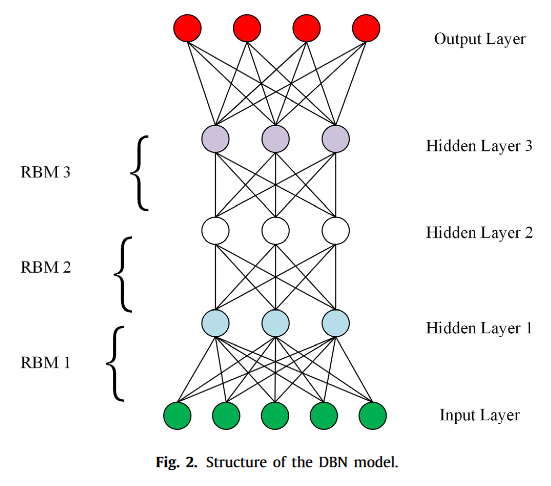 Output Layer
Hidden Layer 3
RBM 3
Hidden Layer 2
RBM 2
Hidden Layer 1
RBM 1
Input Layer
Fig. 2. Structure of the DBN model.